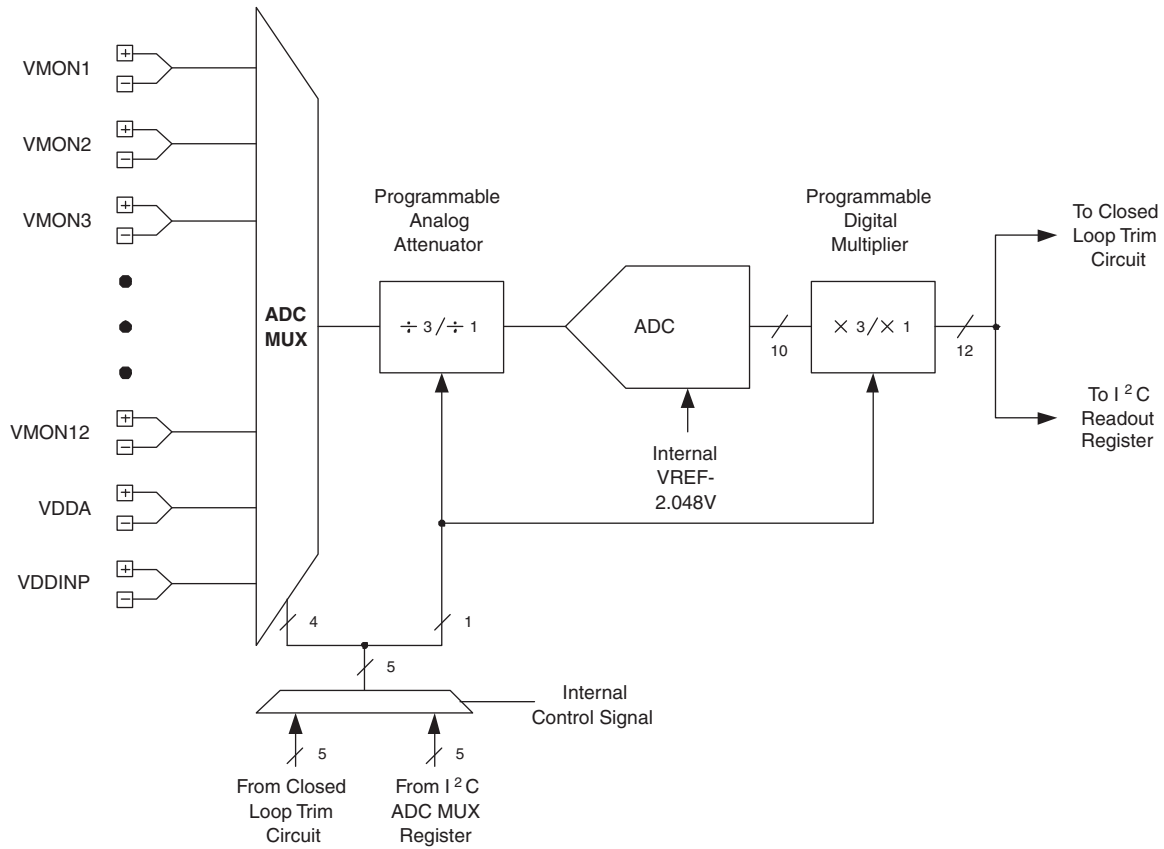 VMON1
+
−
VMON2
+
−
VMON3
+
−
VMON12
+
−
VDDA
+
−
VDDINP
+
−
ADC
MUX
Programmable
Analog
Attenuator
÷ 3 / ÷ 1
ADC
Internal
VREF-
2.048V
10
Programmable
Digital
Multiplier
× 3 / × 1
12
To Closed
Loop Trim
Circuit
To I 2 C
Readout
Register
4
1
5
Internal
Control Signal
5
5
From Closed
Loop Trim
Circuit
From I 2 C
ADC MUX
Register